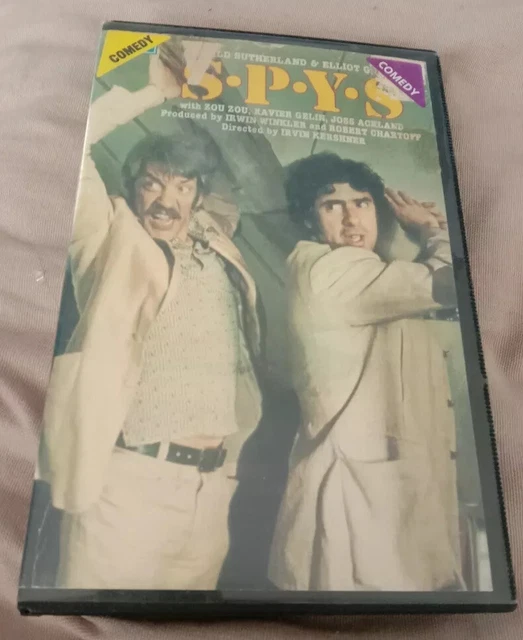 COMEDY
LD SUTHERLAND & ELLIOT G
COMEDY
S·P·Y·S
with ZOU ZOU, XAVIER GELIN, JOSS ACKLAND
Produced by IRWIN WINKLER and ROBERT CHARTOFF
Directed by IRVIN KERSHNER